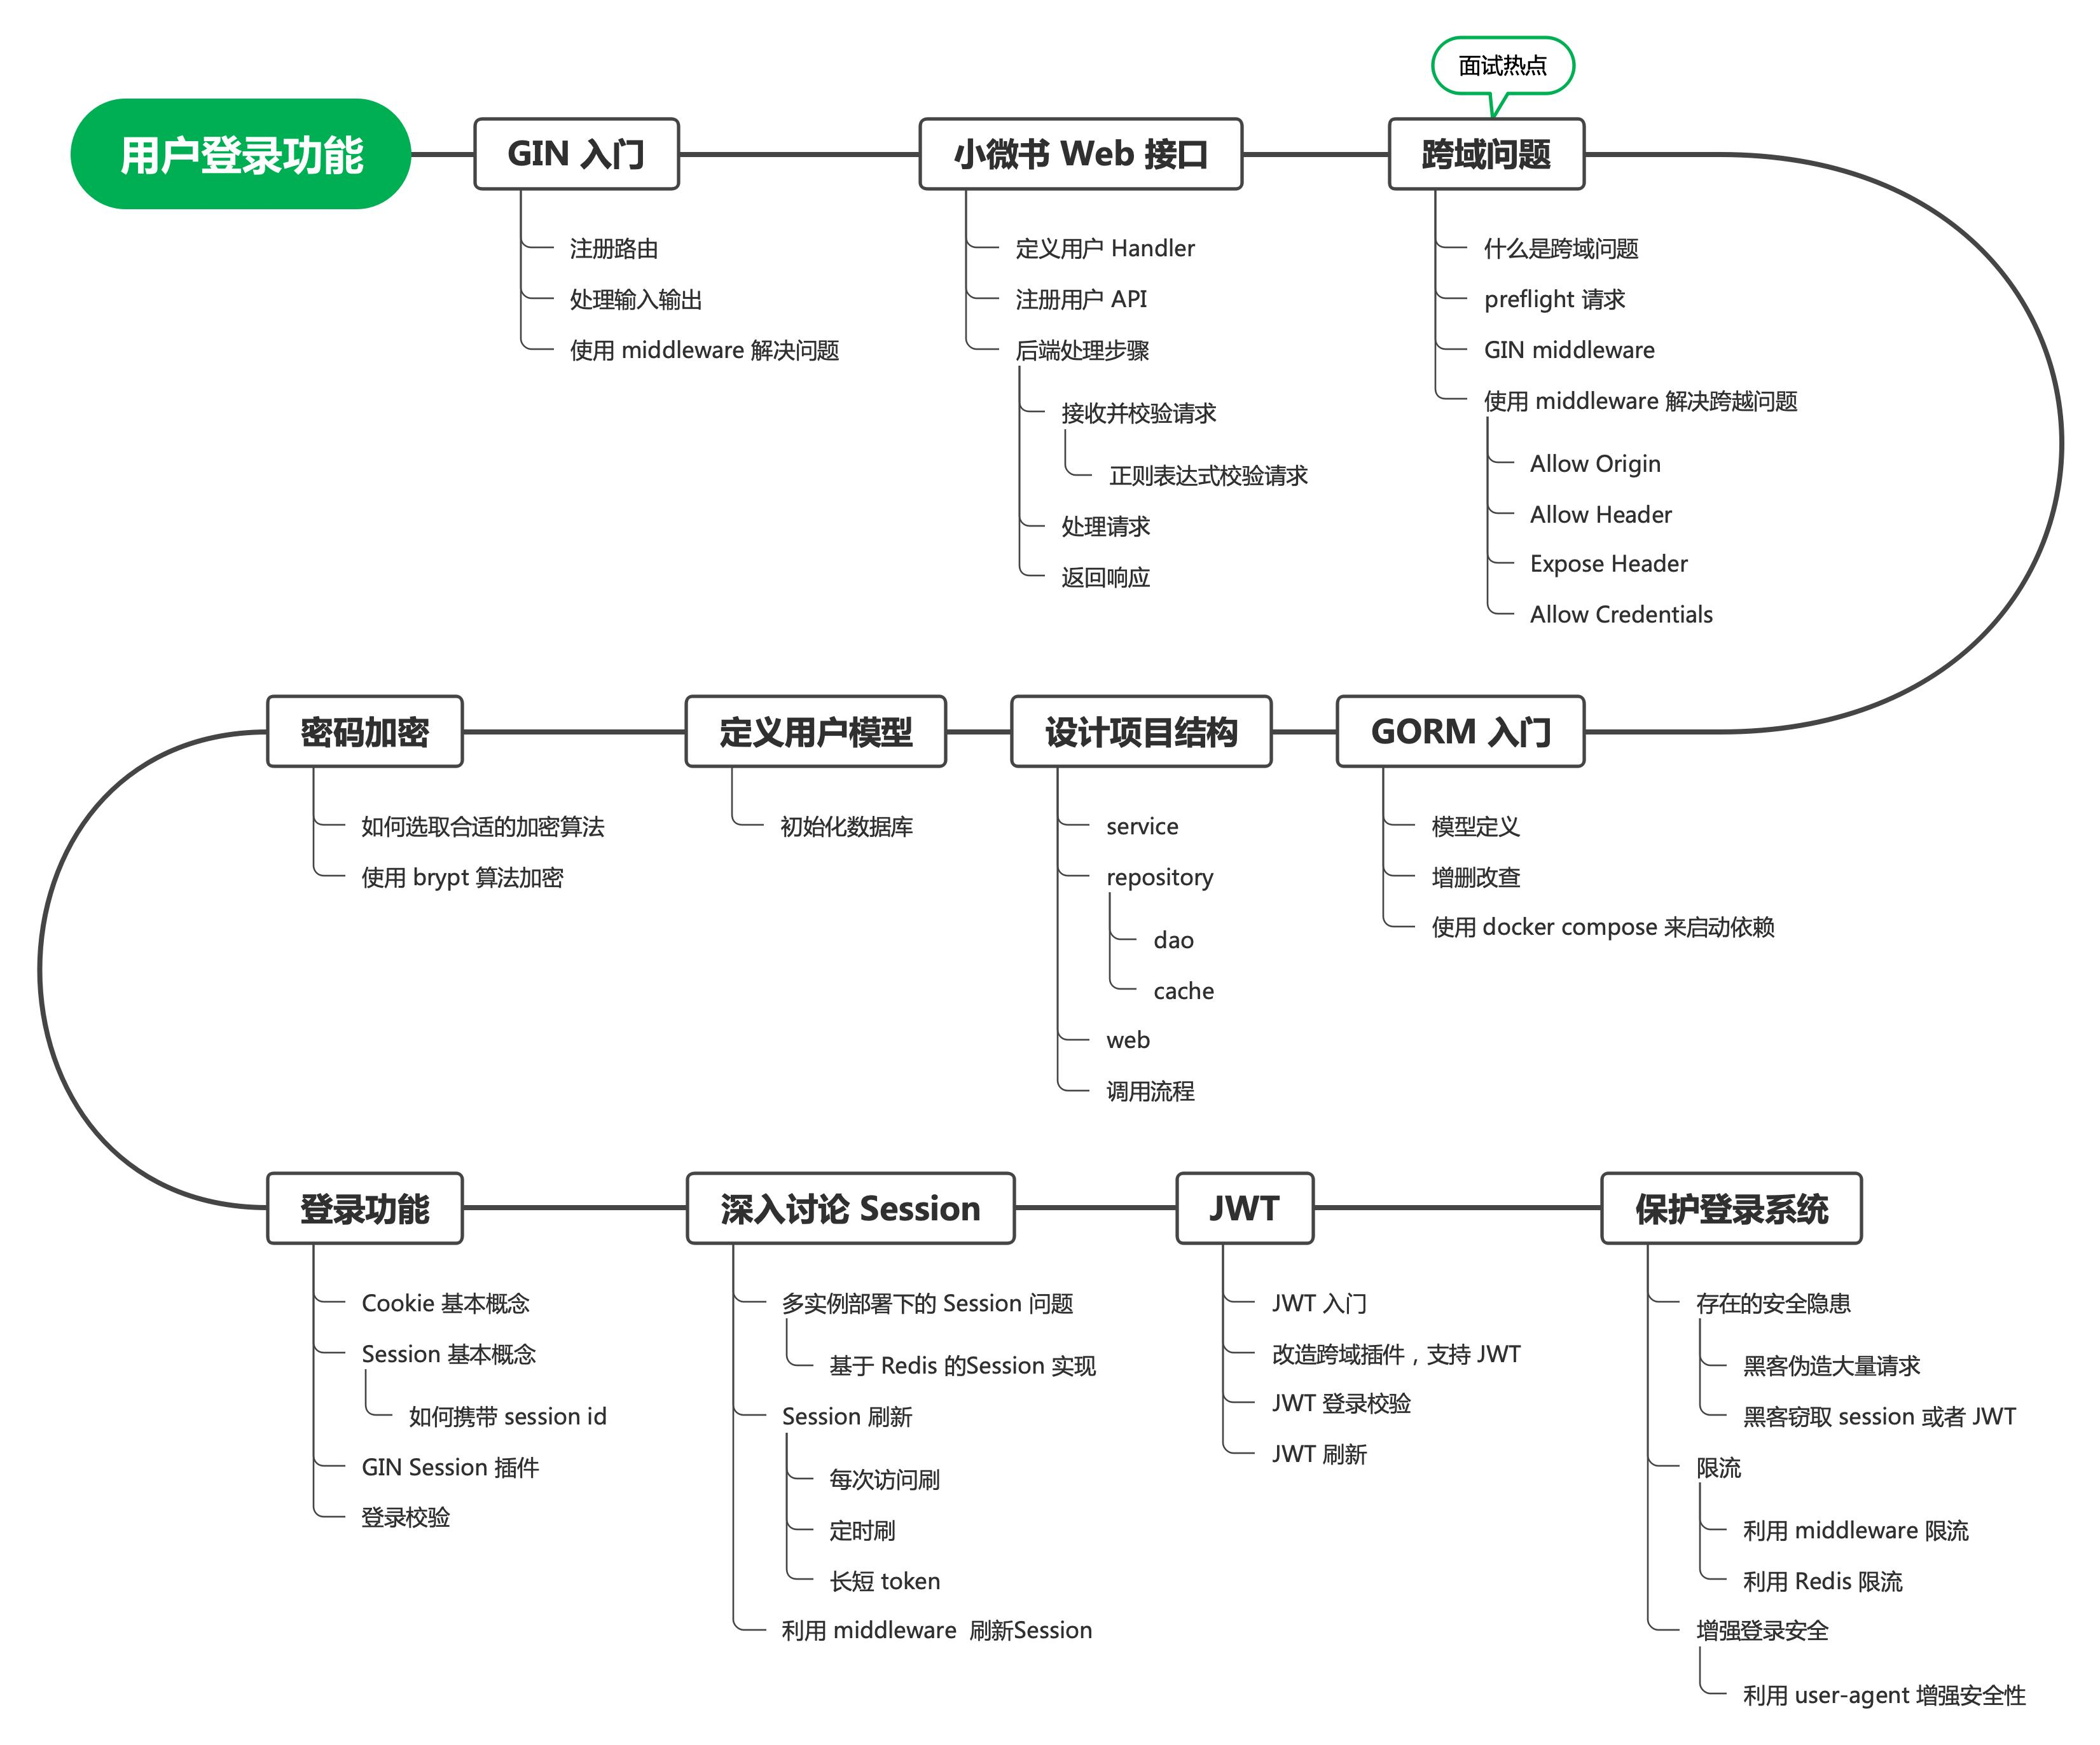 面试热点
用户登录功能
GIN 入门
注册路由
处理输入输出
使用 middleware 解决问题
小微书 Web 接口
定义用户 Handler
注册用户 API
后端处理步骤
接收并校验请求
正则表达式校验请求
处理请求
返回响应
跨域问题
什么是跨域问题
preflight 请求
GIN middleware
使用 middleware 解决跨越问题
Allow Origin
Allow Header
Expose Header
Allow Credentials
GORM 入门
模型定义
增删改查
使用 docker compose 来启动依赖
设计项目结构
service
repository
dao
cache
web
调用流程
定义用户模型
初始化数据库
密码加密
如何选取合适的加密算法
使用 brypt 算法加密
登录功能
Cookie 基本概念
Session 基本概念
如何携带 session id
GIN Session 插件
登录校验
深入讨论 Session
多实例部署下的 Session 问题
基于 Redis 的Session 实现
Session 刷新
每次访问刷
定时刷
长短 token
利用 middleware  刷新Session
JWT
JWT 入门
改造跨域插件，支持 JWT
JWT 登录校验
JWT 刷新
保护登录系统
存在的安全隐患
黑客伪造大量请求
黑客窃取 session 或者 JWT
限流
利用 middleware 限流
利用 Redis 限流
增强登录安全
利用 user-agent 增强安全性